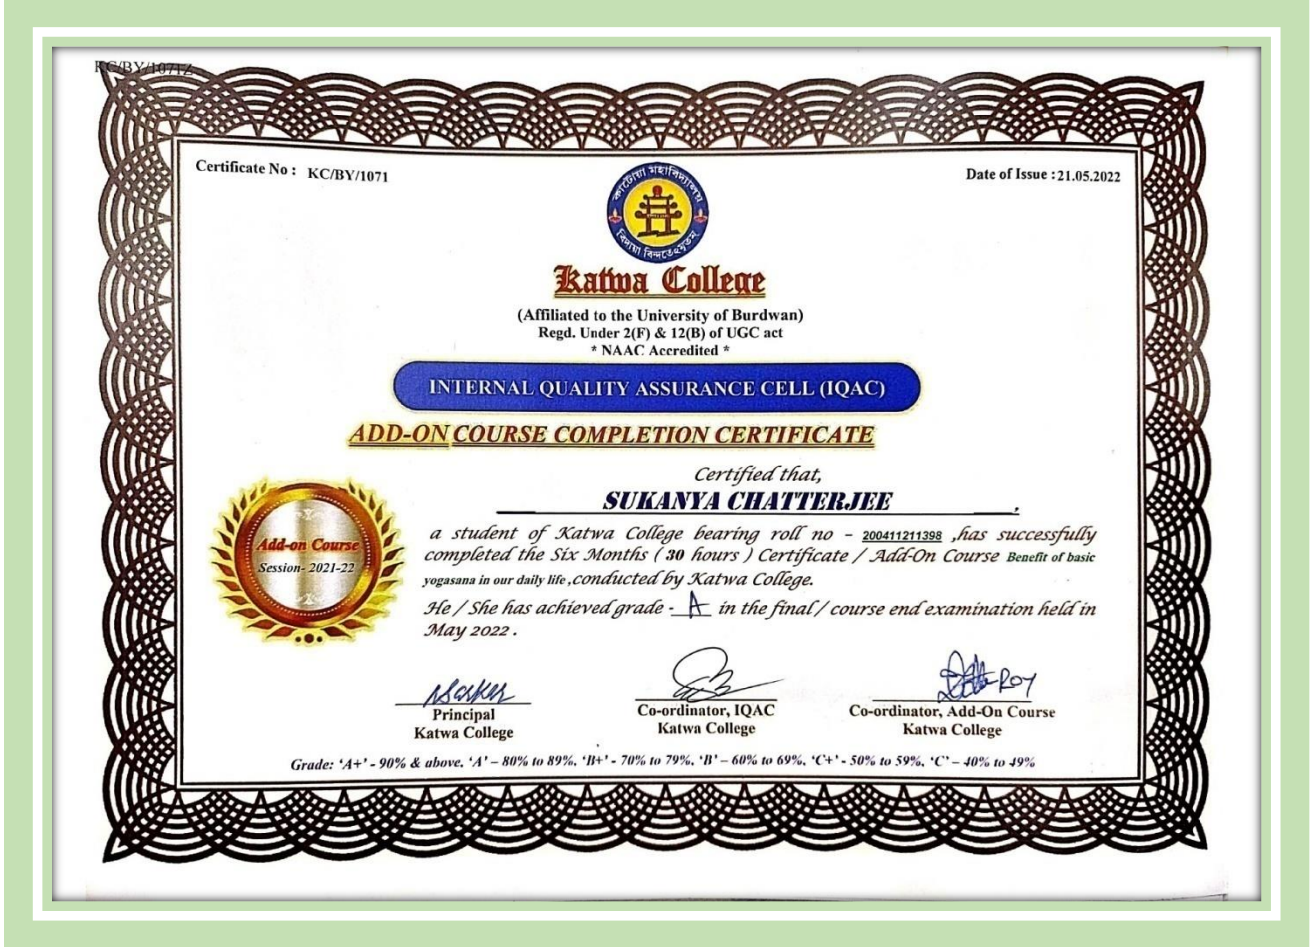 KC/BY/1071Z
Certificate No : KC/BY/1071
Date of Issue : 21.05.2022
Katwa College
(Affiliated to the University of Burdwan)
Regd. Under 2(F) & 12(B) of UGC act
* NAAC Accredited *
INTERNAL QUALITY ASSURANCE CELL (IQAC)
ADD-ON COURSE COMPLETION CERTIFICATE
Certified that,
SUKANYA CHATTERJEE ,
a student of Katwa College bearing roll no - 200411211398 ,has successfully
completed the Six Months ( 30 hours ) Certificate / Add-On Course Benefit of basic
yogasana in our daily life ,conducted by Katwa College.
He / She has achieved grade - A in the final / course end examination held in
May 2022 .
Add-on Course
Session- 2021-22
Principal
Katwa College
Co-ordinator, IQAC
Katwa College
Roy
Co-ordinator, Add-On Course
Katwa College
Grade: ‘A+’ - 90% & above, ‘A’ – 80% to 89%, ‘B+’ - 70% to 79%, ‘B’ – 60% to 69%, ‘C+’ - 50% to 59%, ‘C’ – 40% to 49%